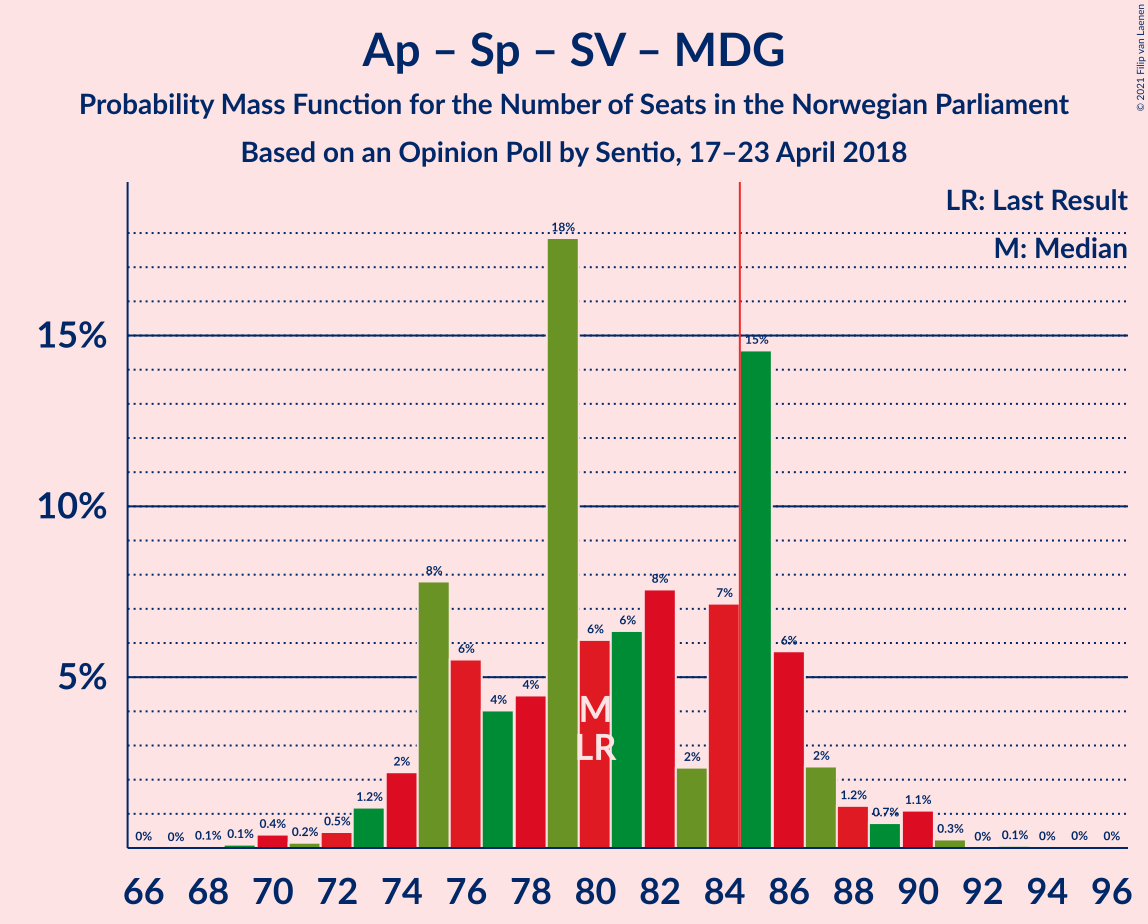 Ap – Sp – SV – MDG
Probability Mass Function for the Number of Seats in the Norwegian Parliament
Based on an Opinion Poll by Sentio, 17–23 April 2018
© 2021 Filip van Laenen
LR: Last Result
M: Median
15%
10%
5%
0% 0% 0.1% 0.1% 0.4% 0.2% 0.5% 1.2% 2% 8% 6% 4% 4% 18% 6% 6% 8% 2% 7% 15% 6% 2% 1.2% 0.7% 1.1% 0.3% 0% 0.1% 0% 0% 0%
M
LR
66 68 70 72 74 76 78 80 82 84 86 88 90 92 94 96